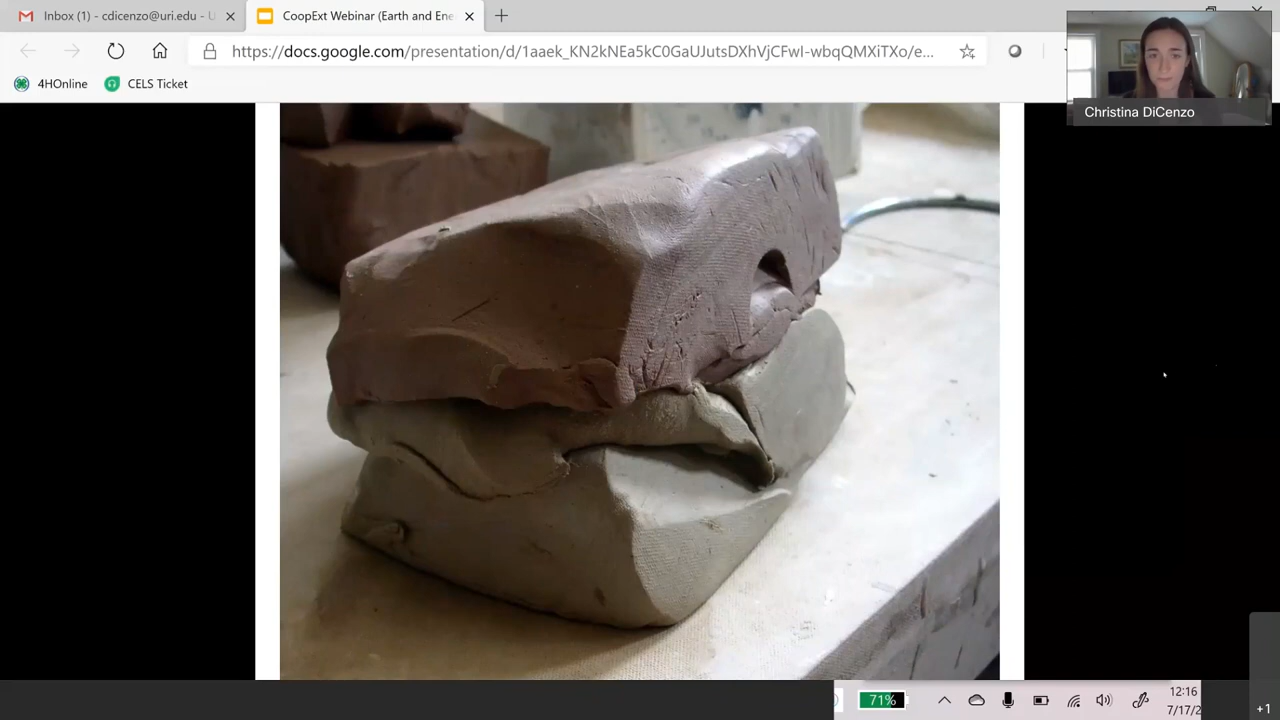 Inbox (1) - cdicenzo@uri.edu - U
CoopExt Webinar (Earth and Ene
https://docs.google.com/presentation/d/1aaek_KN2kNEa5kC0GaUJutsDXhVjCFwI-wbqQMXiTXo/e...
4HOnline
CELS Ticket
Christina DiCenzo
71%
12:16
7/17/2
+1